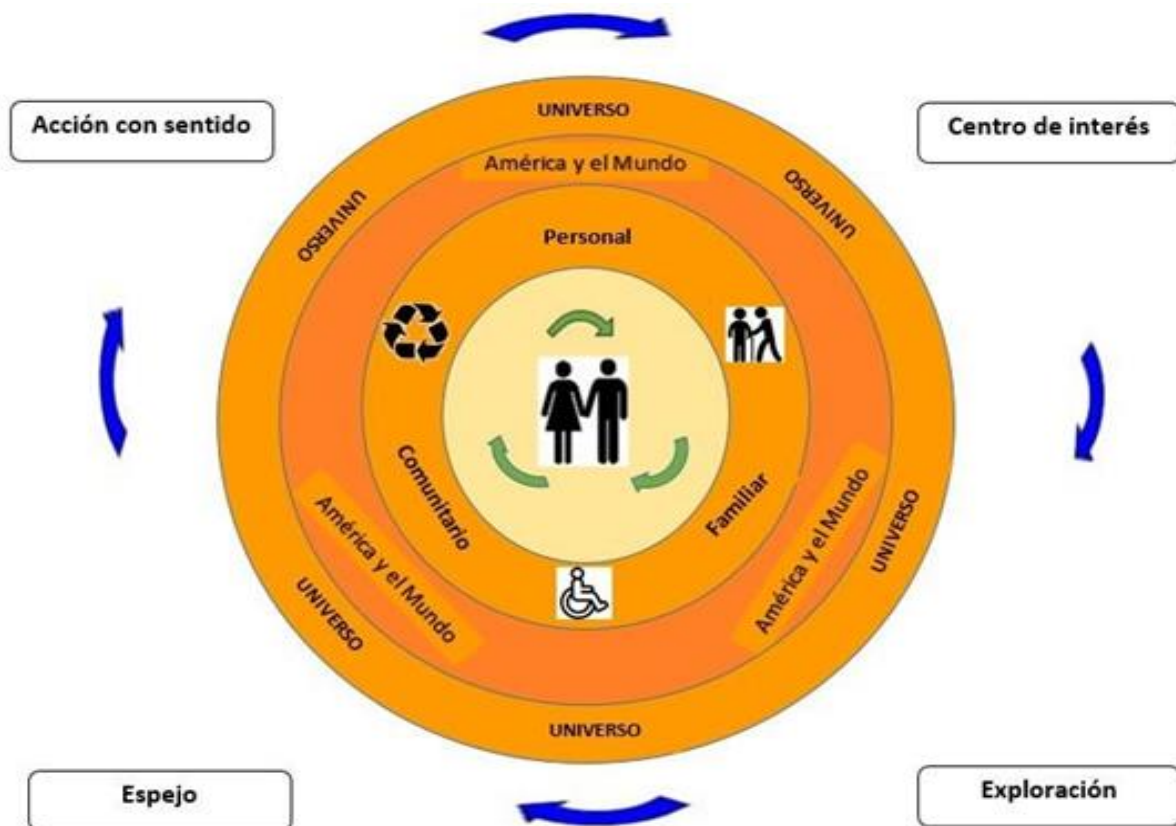 Acción con sentido
Centro de interés
UNIVERSO
América y el Mundo
UNIVERSO
UNIVERSO
Personal
Comunitario
Familiar
América y el Mundo
América y el Mundo
UNIVERSO
UNIVERSO
UNIVERSO
Espejo
Exploración